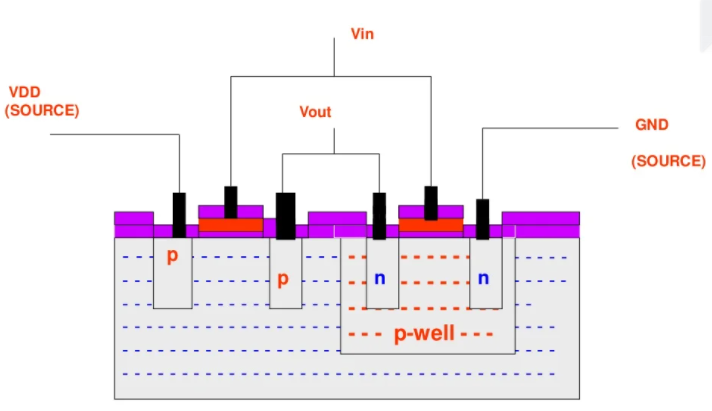 Vin
VDD
(SOURCE)
Vout
GND
(SOURCE)
p
p
n
n
p-well